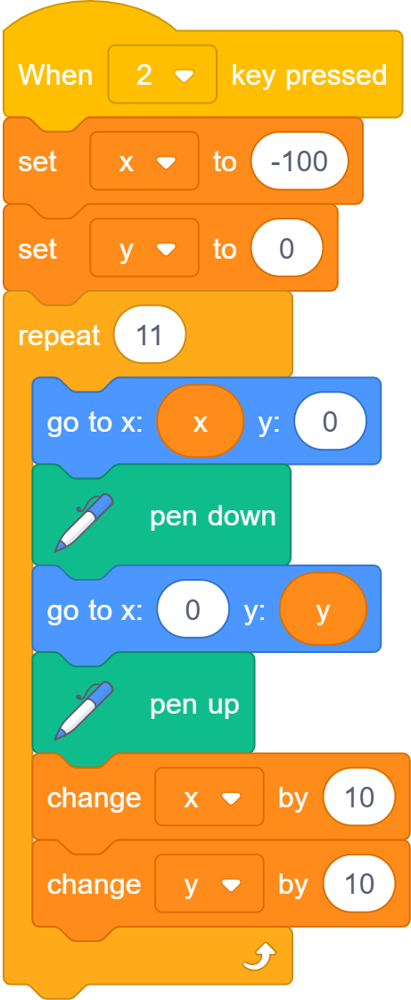 When 2 key pressed
set x to -100
set y to 0
repeat 11
go to x: x y: 0
pen down
go to x: 0 y: y
pen up
change x by 10
change y by 10